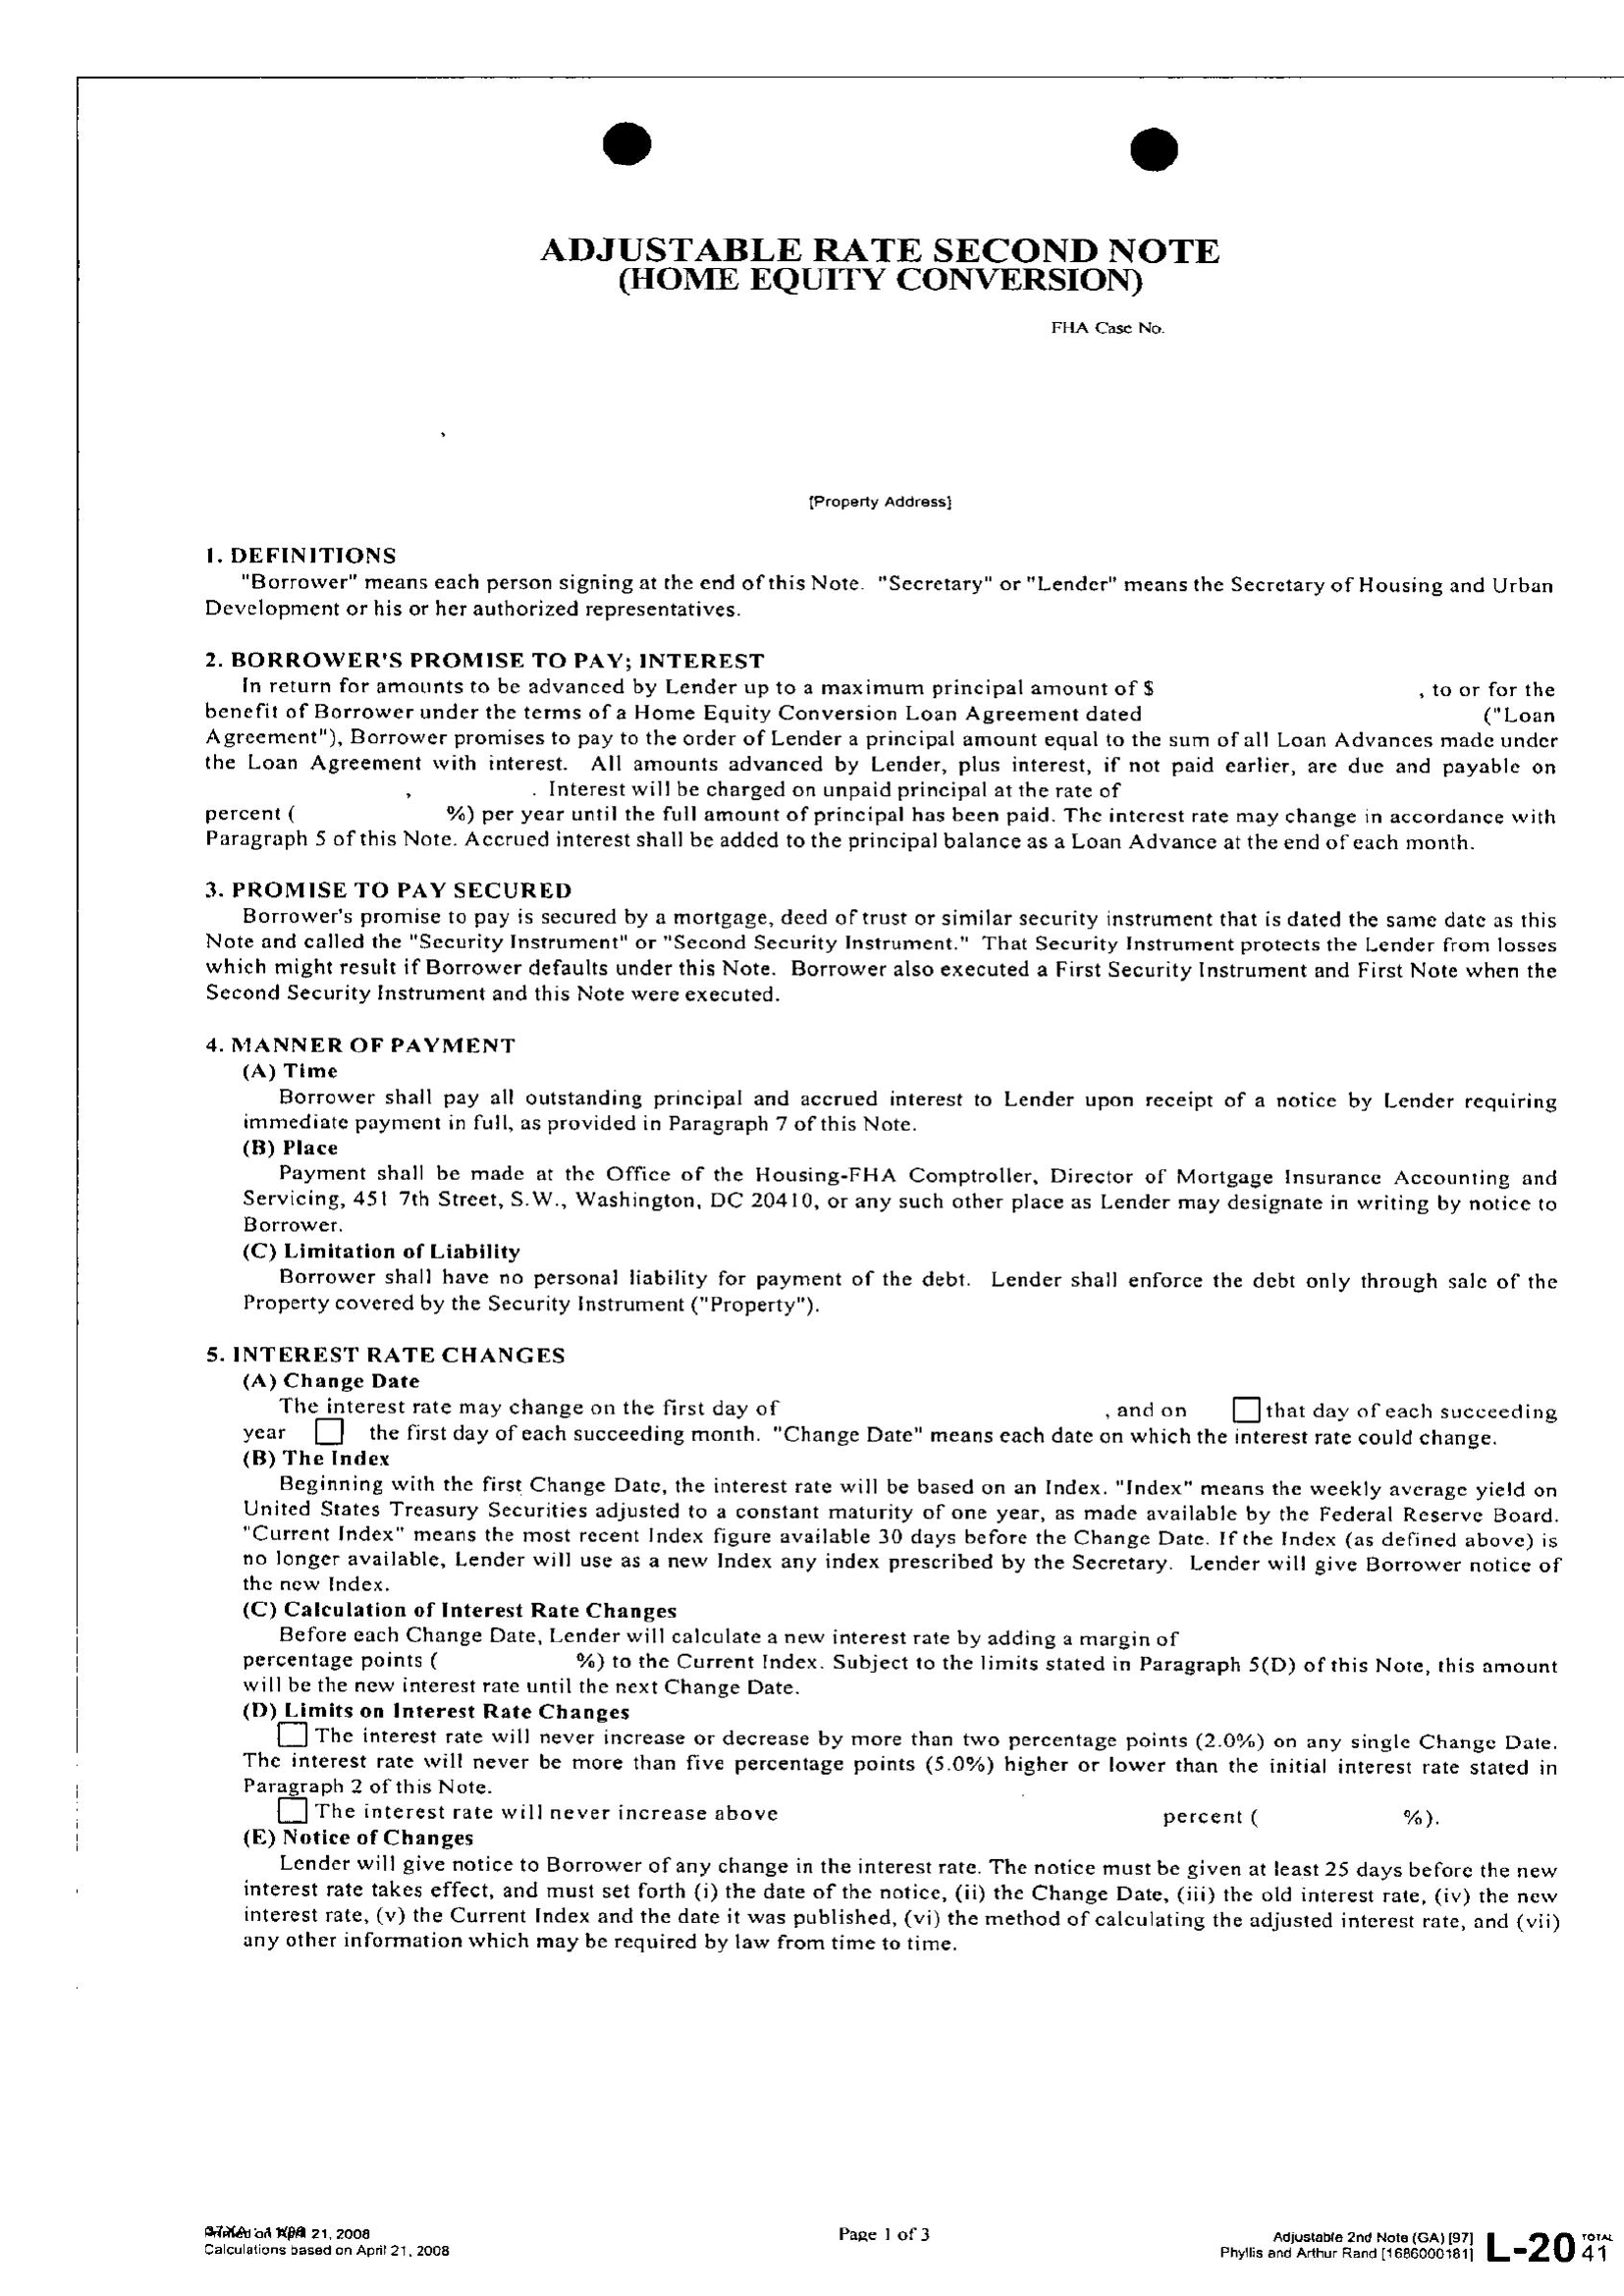 ADJUSTABLE RATE SECOND NOTE
(HOME EQUITY CONVERSION)
FHA Case No.
,
[Property Address]
1. DEFINITIONS
"Borrower" means each person signing at the end of this Note. "Secretary" or "Lender" means the Secretary of Housing and Urban
Development or his or her authorized representatives.
2. BORROWER'S PROMISE TO PAY; INTEREST
In return for amounts to be advanced by Lender up to a maximum principal amount of $ , to or for the
benefit of Borrower under the terms of a Home Equity Conversion Loan Agreement dated ("Loan
Agreement"), Borrower promises to pay to the order of Lender a principal amount equal to the sum of all Loan Advances made under
the Loan Agreement with interest. All amounts advanced by Lender, plus interest, if not paid earlier, are due and payable on
, . Interest will be charged on unpaid principal at the rate of
percent ( %) per year until the full amount of principal has been paid. The interest rate may change in accordance with
Paragraph 5 of this Note. Accrued interest shall be added to the principal balance as a Loan Advance at the end of each month.
3. PROMISE TO PAY SECURED
Borrower's promise to pay is secured by a mortgage, deed of trust or similar security instrument that is dated the same date as this
Note and called the "Security Instrument" or "Second Security Instrument." That Security Instrument protects the Lender from losses
which might result if Borrower defaults under this Note. Borrower also executed a First Security Instrument and First Note when the
Second Security Instrument and this Note were executed.
4. MANNER OF PAYMENT
(A) Time
Borrower shall pay all outstanding principal and accrued interest to Lender upon receipt of a notice by Lender requiring
immediate payment in full, as provided in Paragraph 7 of this Note.
(B) Place
Payment shall be made at the Office of the Housing-FHA Comptroller, Director of Mortgage Insurance Accounting and
Servicing, 451 7th Street, S.W., Washington, DC 20410, or any such other place as Lender may designate in writing by notice to
Borrower.
(C) Limitation of Liability
Borrower shall have no personal liability for payment of the debt. Lender shall enforce the debt only through sale of the
Property covered by the Security Instrument ("Property").
5. INTEREST RATE CHANGES
(A) Change Date
The interest rate may change on the first day of , and on that day of each succeeding
year the first day of each succeeding month. "Change Date" means each date on which the interest rate could change.
(B) The Index
Beginning with the first Change Date, the interest rate will be based on an Index. "Index" means the weekly average yield on
United States Treasury Securities adjusted to a constant maturity of one year, as made available by the Federal Reserve Board.
"Current Index" means the most recent Index figure available 30 days before the Change Date. If the Index (as defined above) is
no longer available, Lender will use as a new Index any index prescribed by the Secretary. Lender will give Borrower notice of
the new Index.
(C) Calculation of Interest Rate Changes
Before each Change Date, Lender will calculate a new interest rate by adding a margin of
percentage points ( %) to the Current Index. Subject to the limits stated in Paragraph 5(D) of this Note, this amount
will be the new interest rate until the next Change Date.
(D) Limits on Interest Rate Changes
The interest rate will never increase or decrease by more than two percentage points (2.0%) on any single Change Date.
The interest rate will never be more than five percentage points (5.0%) higher or lower than the initial interest rate stated in
Paragraph 2 of this Note.
The interest rate will never increase above percent ( %).
(E) Notice of Changes
Lender will give notice to Borrower of any change in the interest rate. The notice must be given at least 25 days before the new
interest rate takes effect, and must set forth (i) the date of the notice, (ii) the Change Date, (iii) the old interest rate, (iv) the new
interest rate, (v) the Current Index and the date it was published, (vi) the method of calculating the adjusted interest rate, and (vii)
any other information which may be required by law from time to time.
Printed on April 21, 2008
Calculations based on April 21, 2008
Page 1 of 3
Adjustable 2nd Note (GA) [97]
Phyllis and Arthur Rand [1686000181]
L-20 TOTAL 41